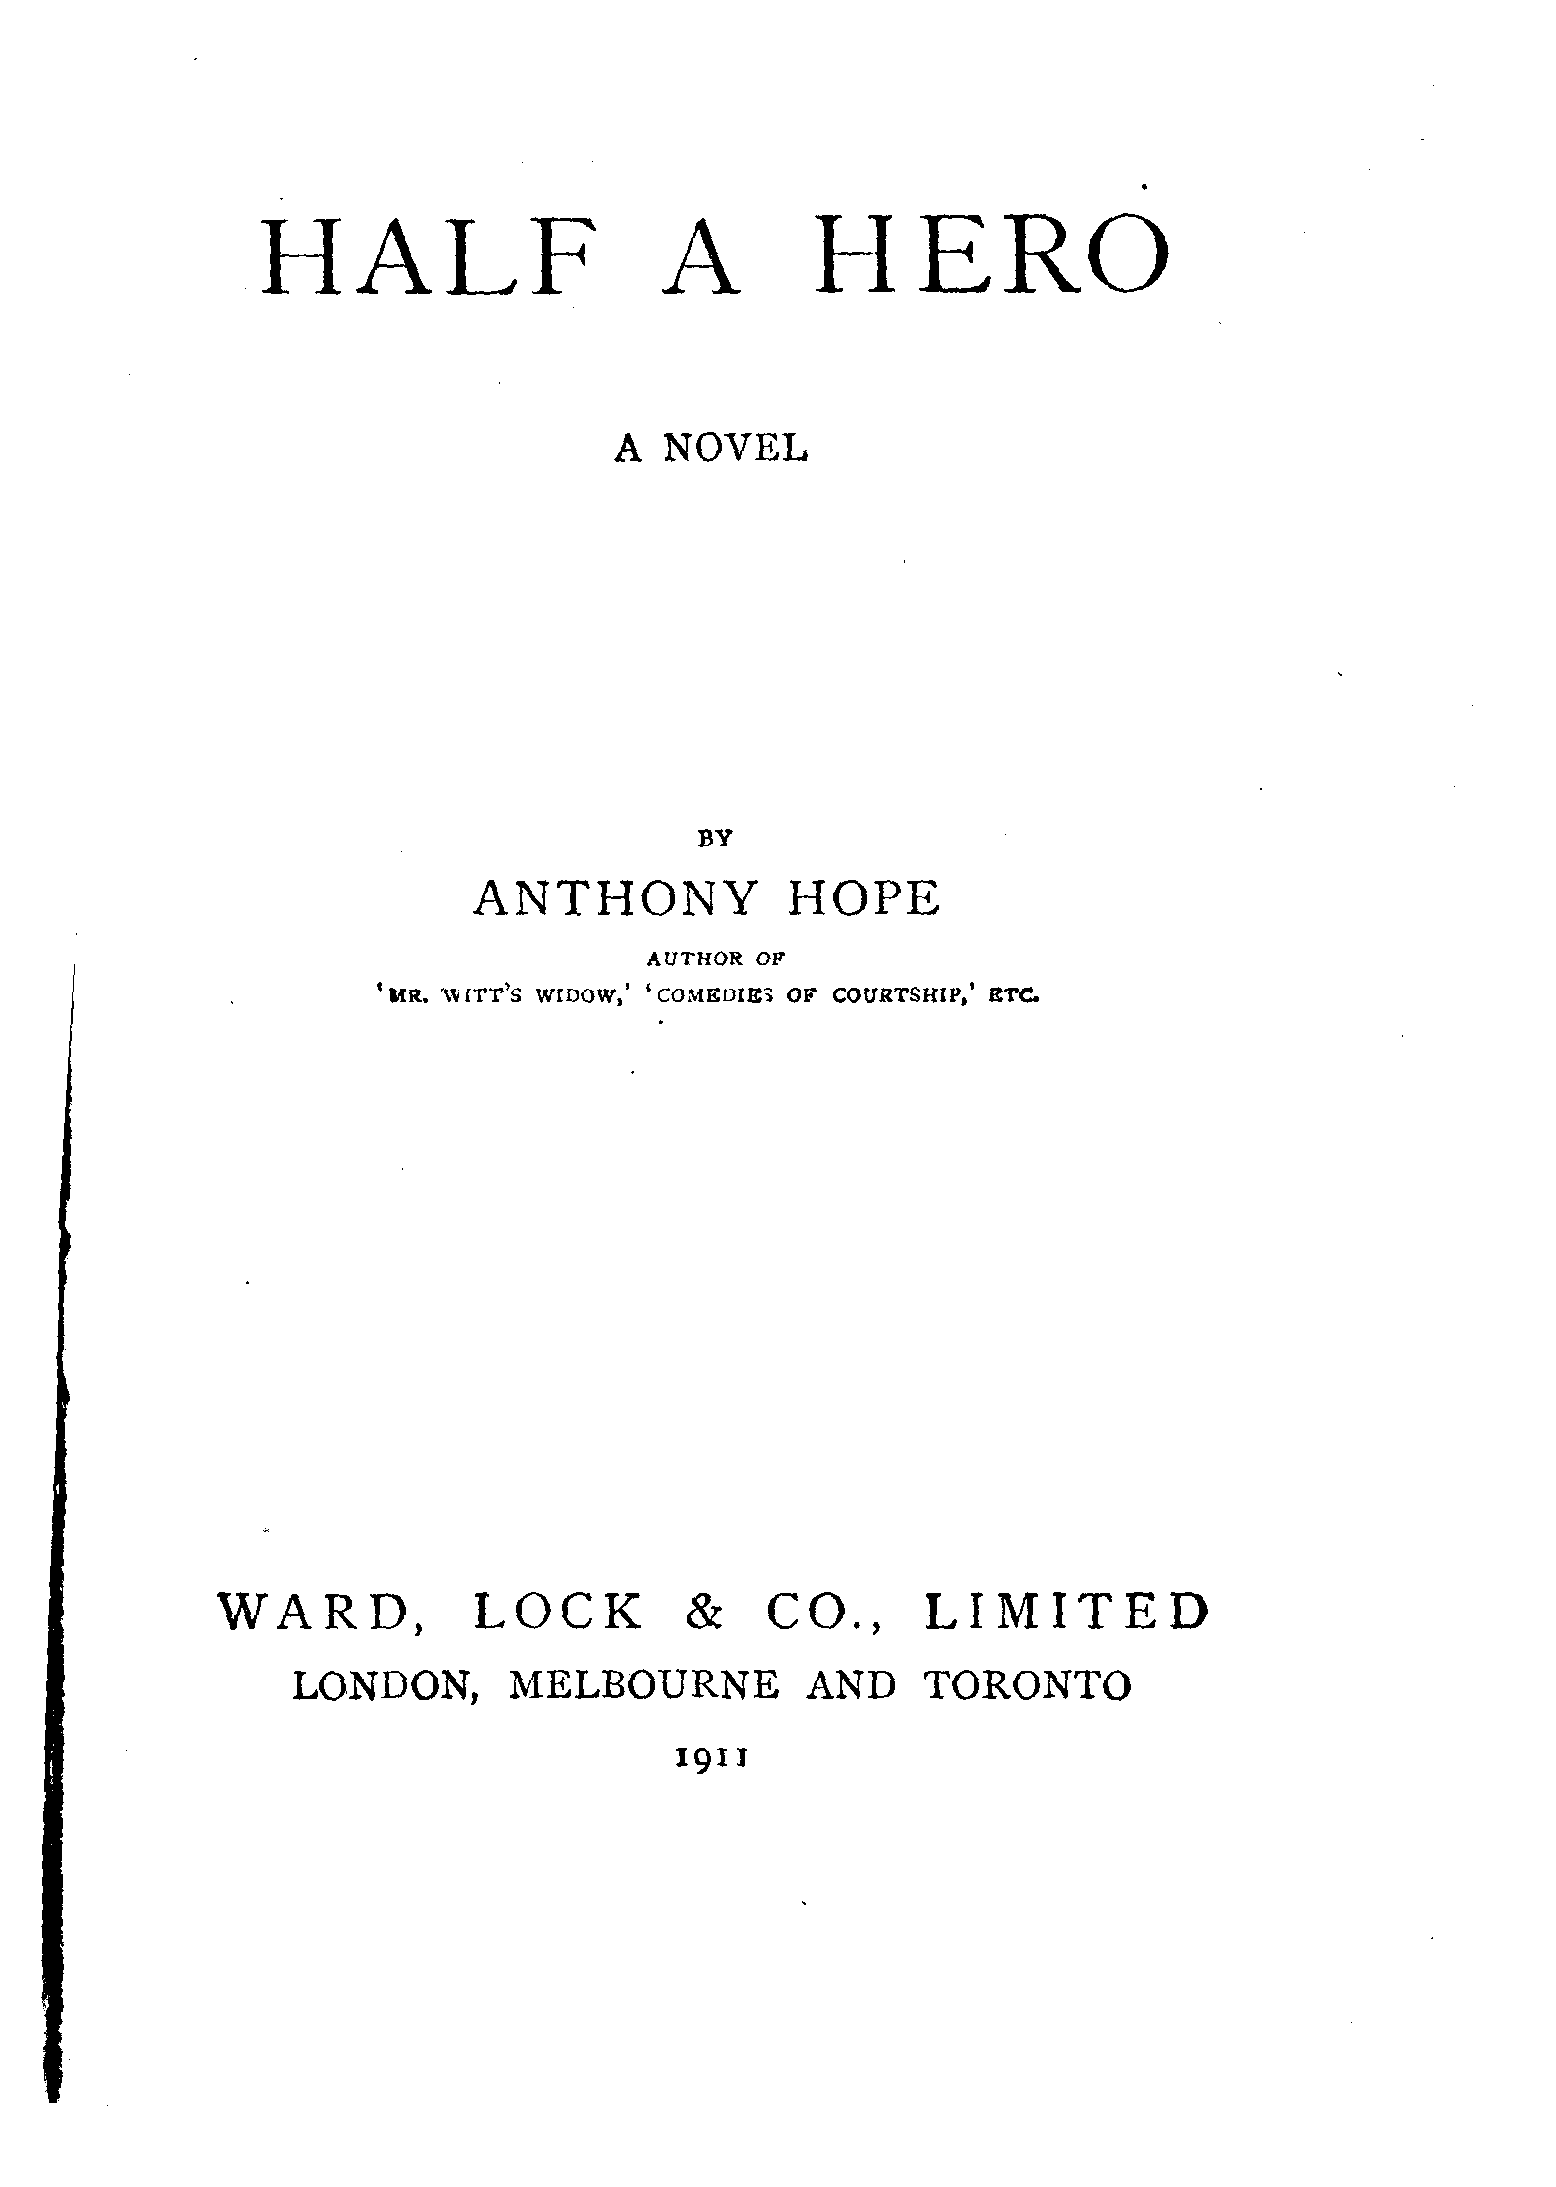 HALF A HERO
A NOVEL
BY
ANTHONY HOPE
AUTHOR OF
'MR. WITT'S WIDOW,' 'COMEDIES OF COURTSHIP,' ETC.
WARD, LOCK & CO., LIMITED
LONDON, MELBOURNE AND TORONTO
1911